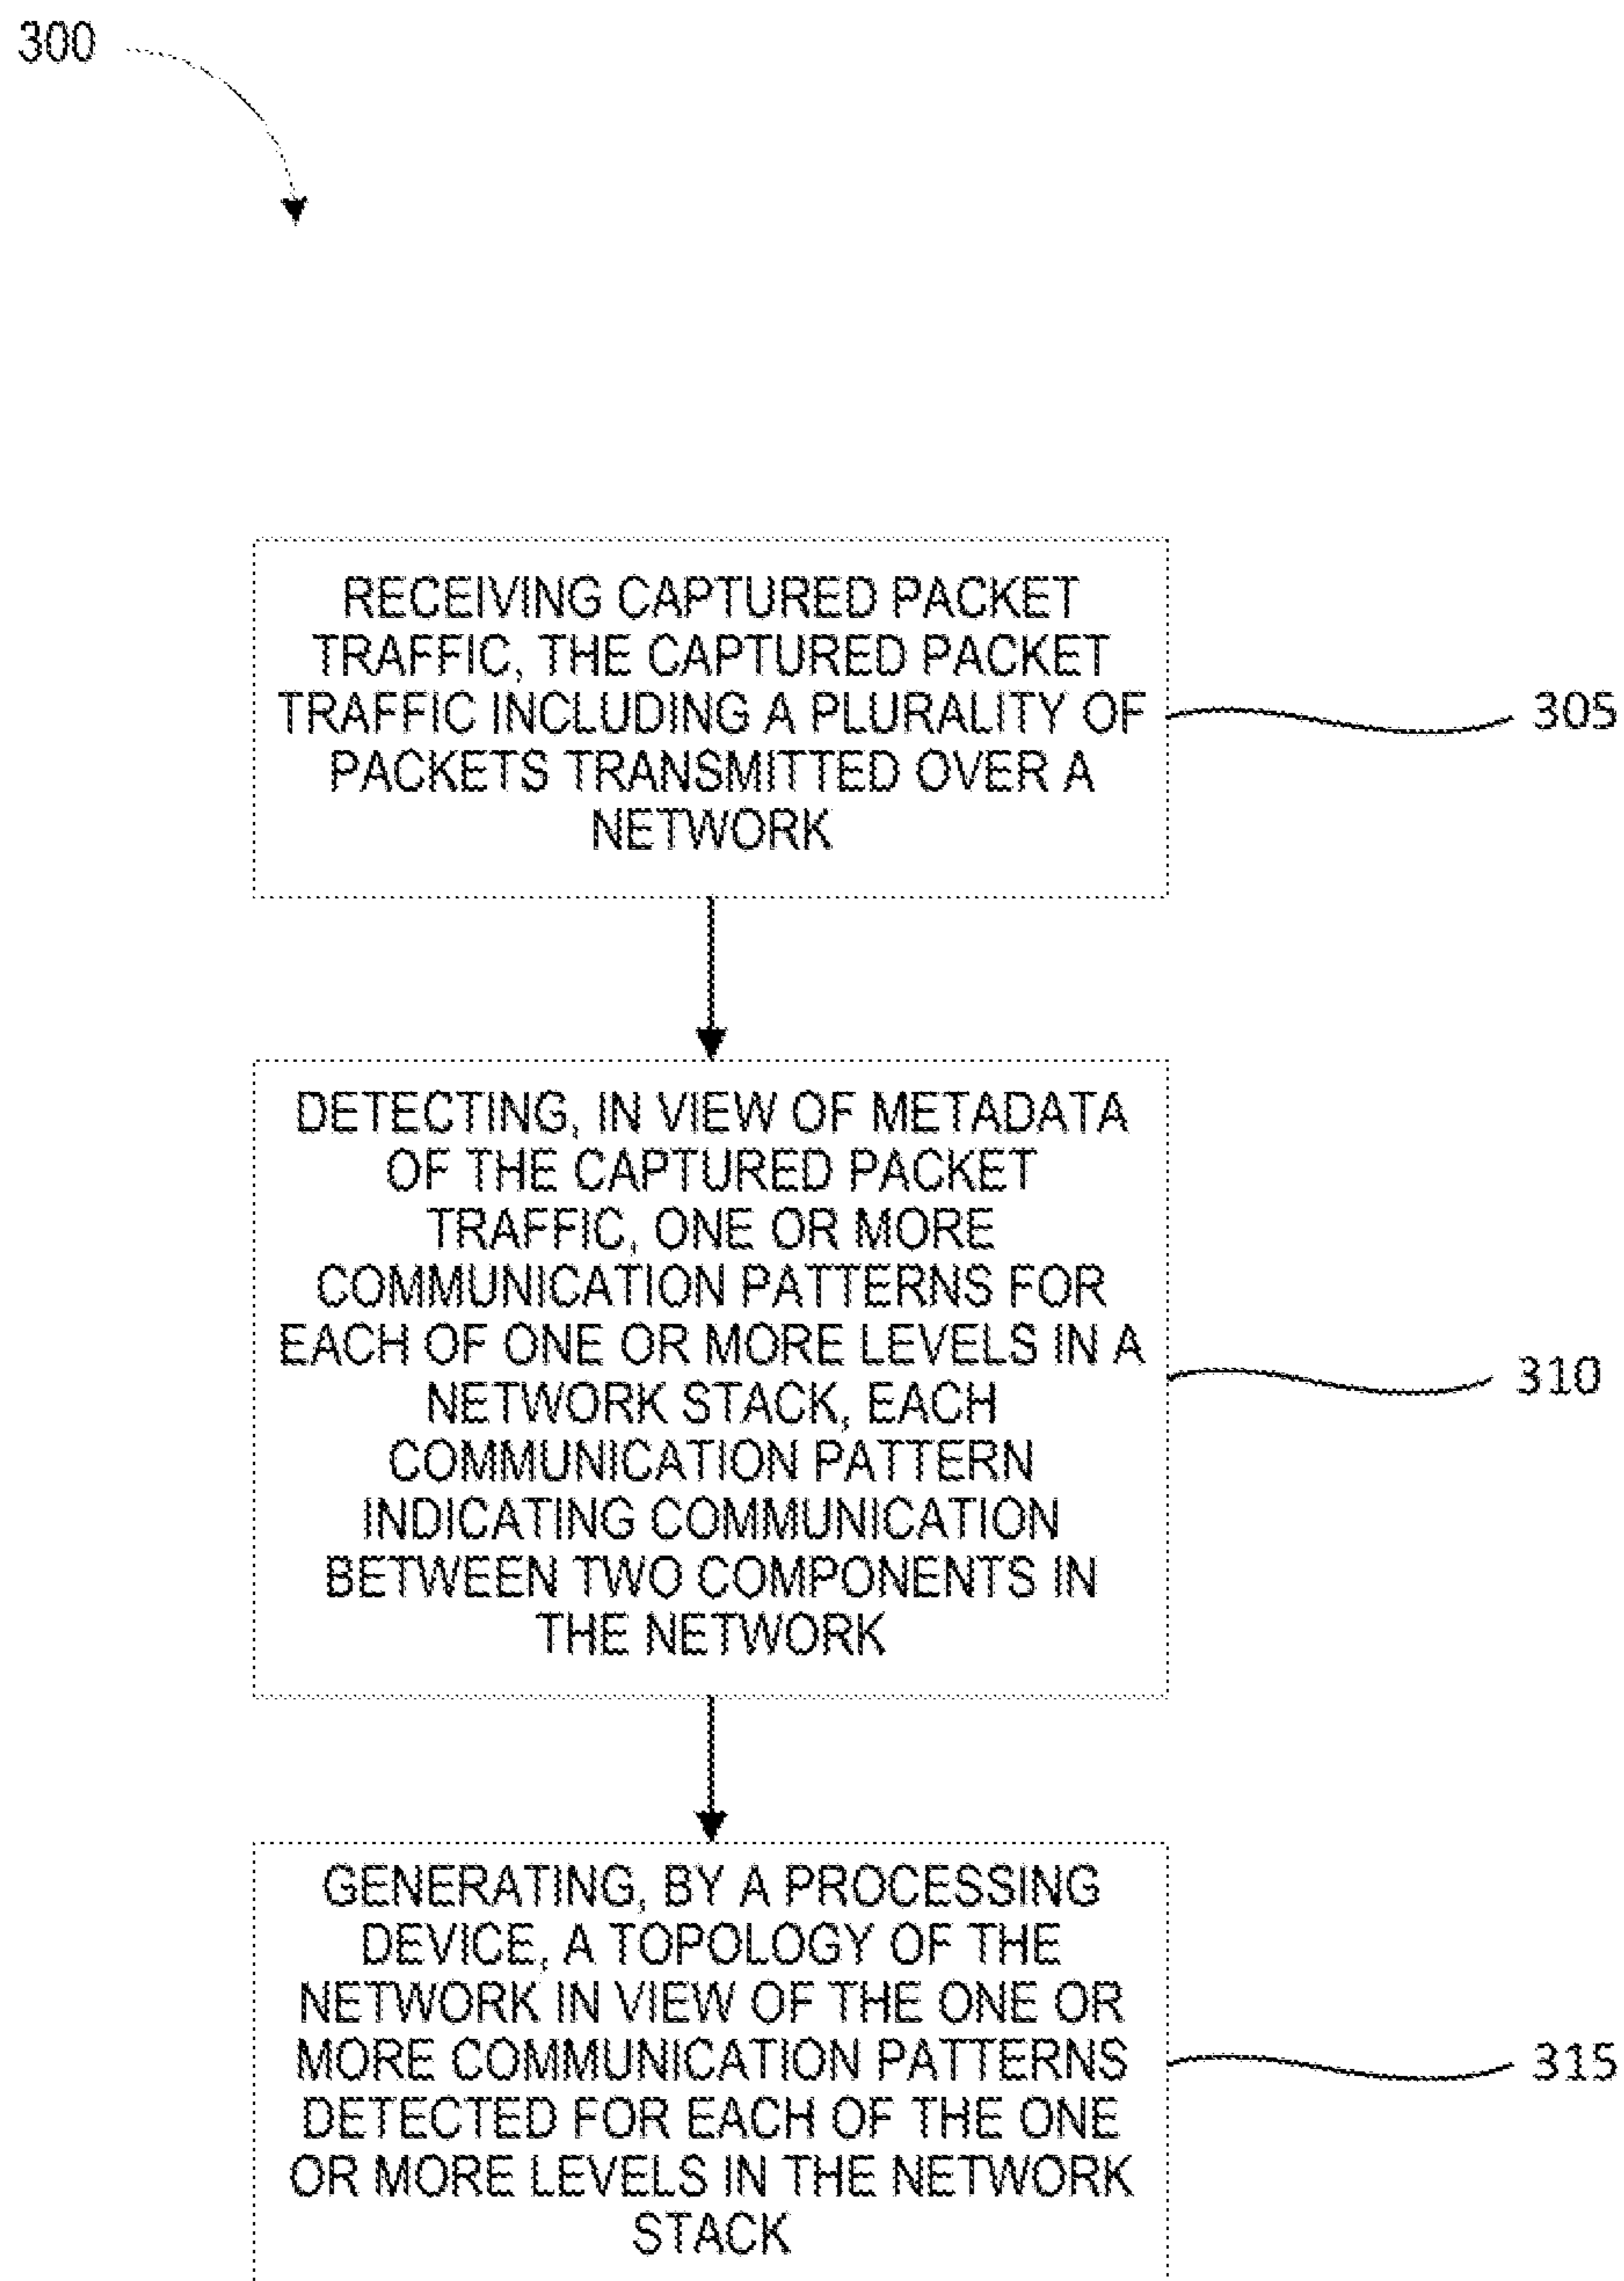 300
RECEIVING CAPTURED PACKET
TRAFFIC, THE CAPTURED PACKET
TRAFFIC INCLUDING A PLURALITY OF
PACKETS TRANSMITTED OVER A
NETWORK
305
DETECTING, IN VIEW OF METADATA
OF THE CAPTURED PACKET
TRAFFIC, ONE OR MORE
COMMUNICATION PATTERNS FOR
EACH OF ONE OR MORE LEVELS IN A
NETWORK STACK, EACH
COMMUNICATION PATTERN
INDICATING COMMUNICATION
BETWEEN TWO COMPONENTS IN
THE NETWORK
310
GENERATING, BY A PROCESSING
DEVICE, A TOPOLOGY OF THE
NETWORK IN VIEW OF THE ONE OR
MORE COMMUNICATION PATTERNS
DETECTED FOR EACH OF THE ONE
OR MORE LEVELS IN THE NETWORK
STACK
315